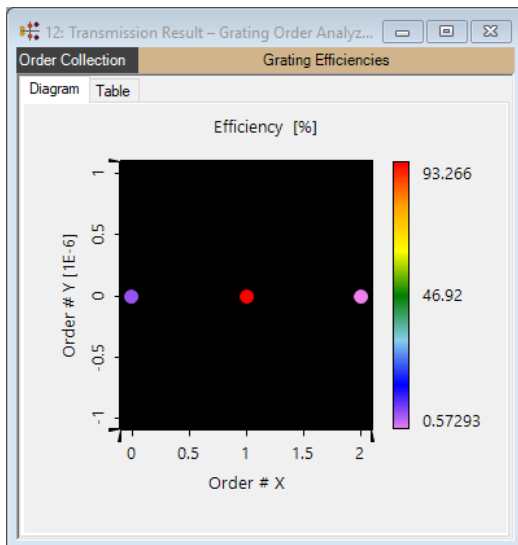 12: Transmission Result – Grating Order Analyz...
Order Collection
Grating Efficiencies
Diagram
Table
Efficiency [%]
1
0.5
0
-0.5
-1
Order # Y [1E-6]
0 0.5 1 1.5 2
Order # X
93.266
46.92
0.57293